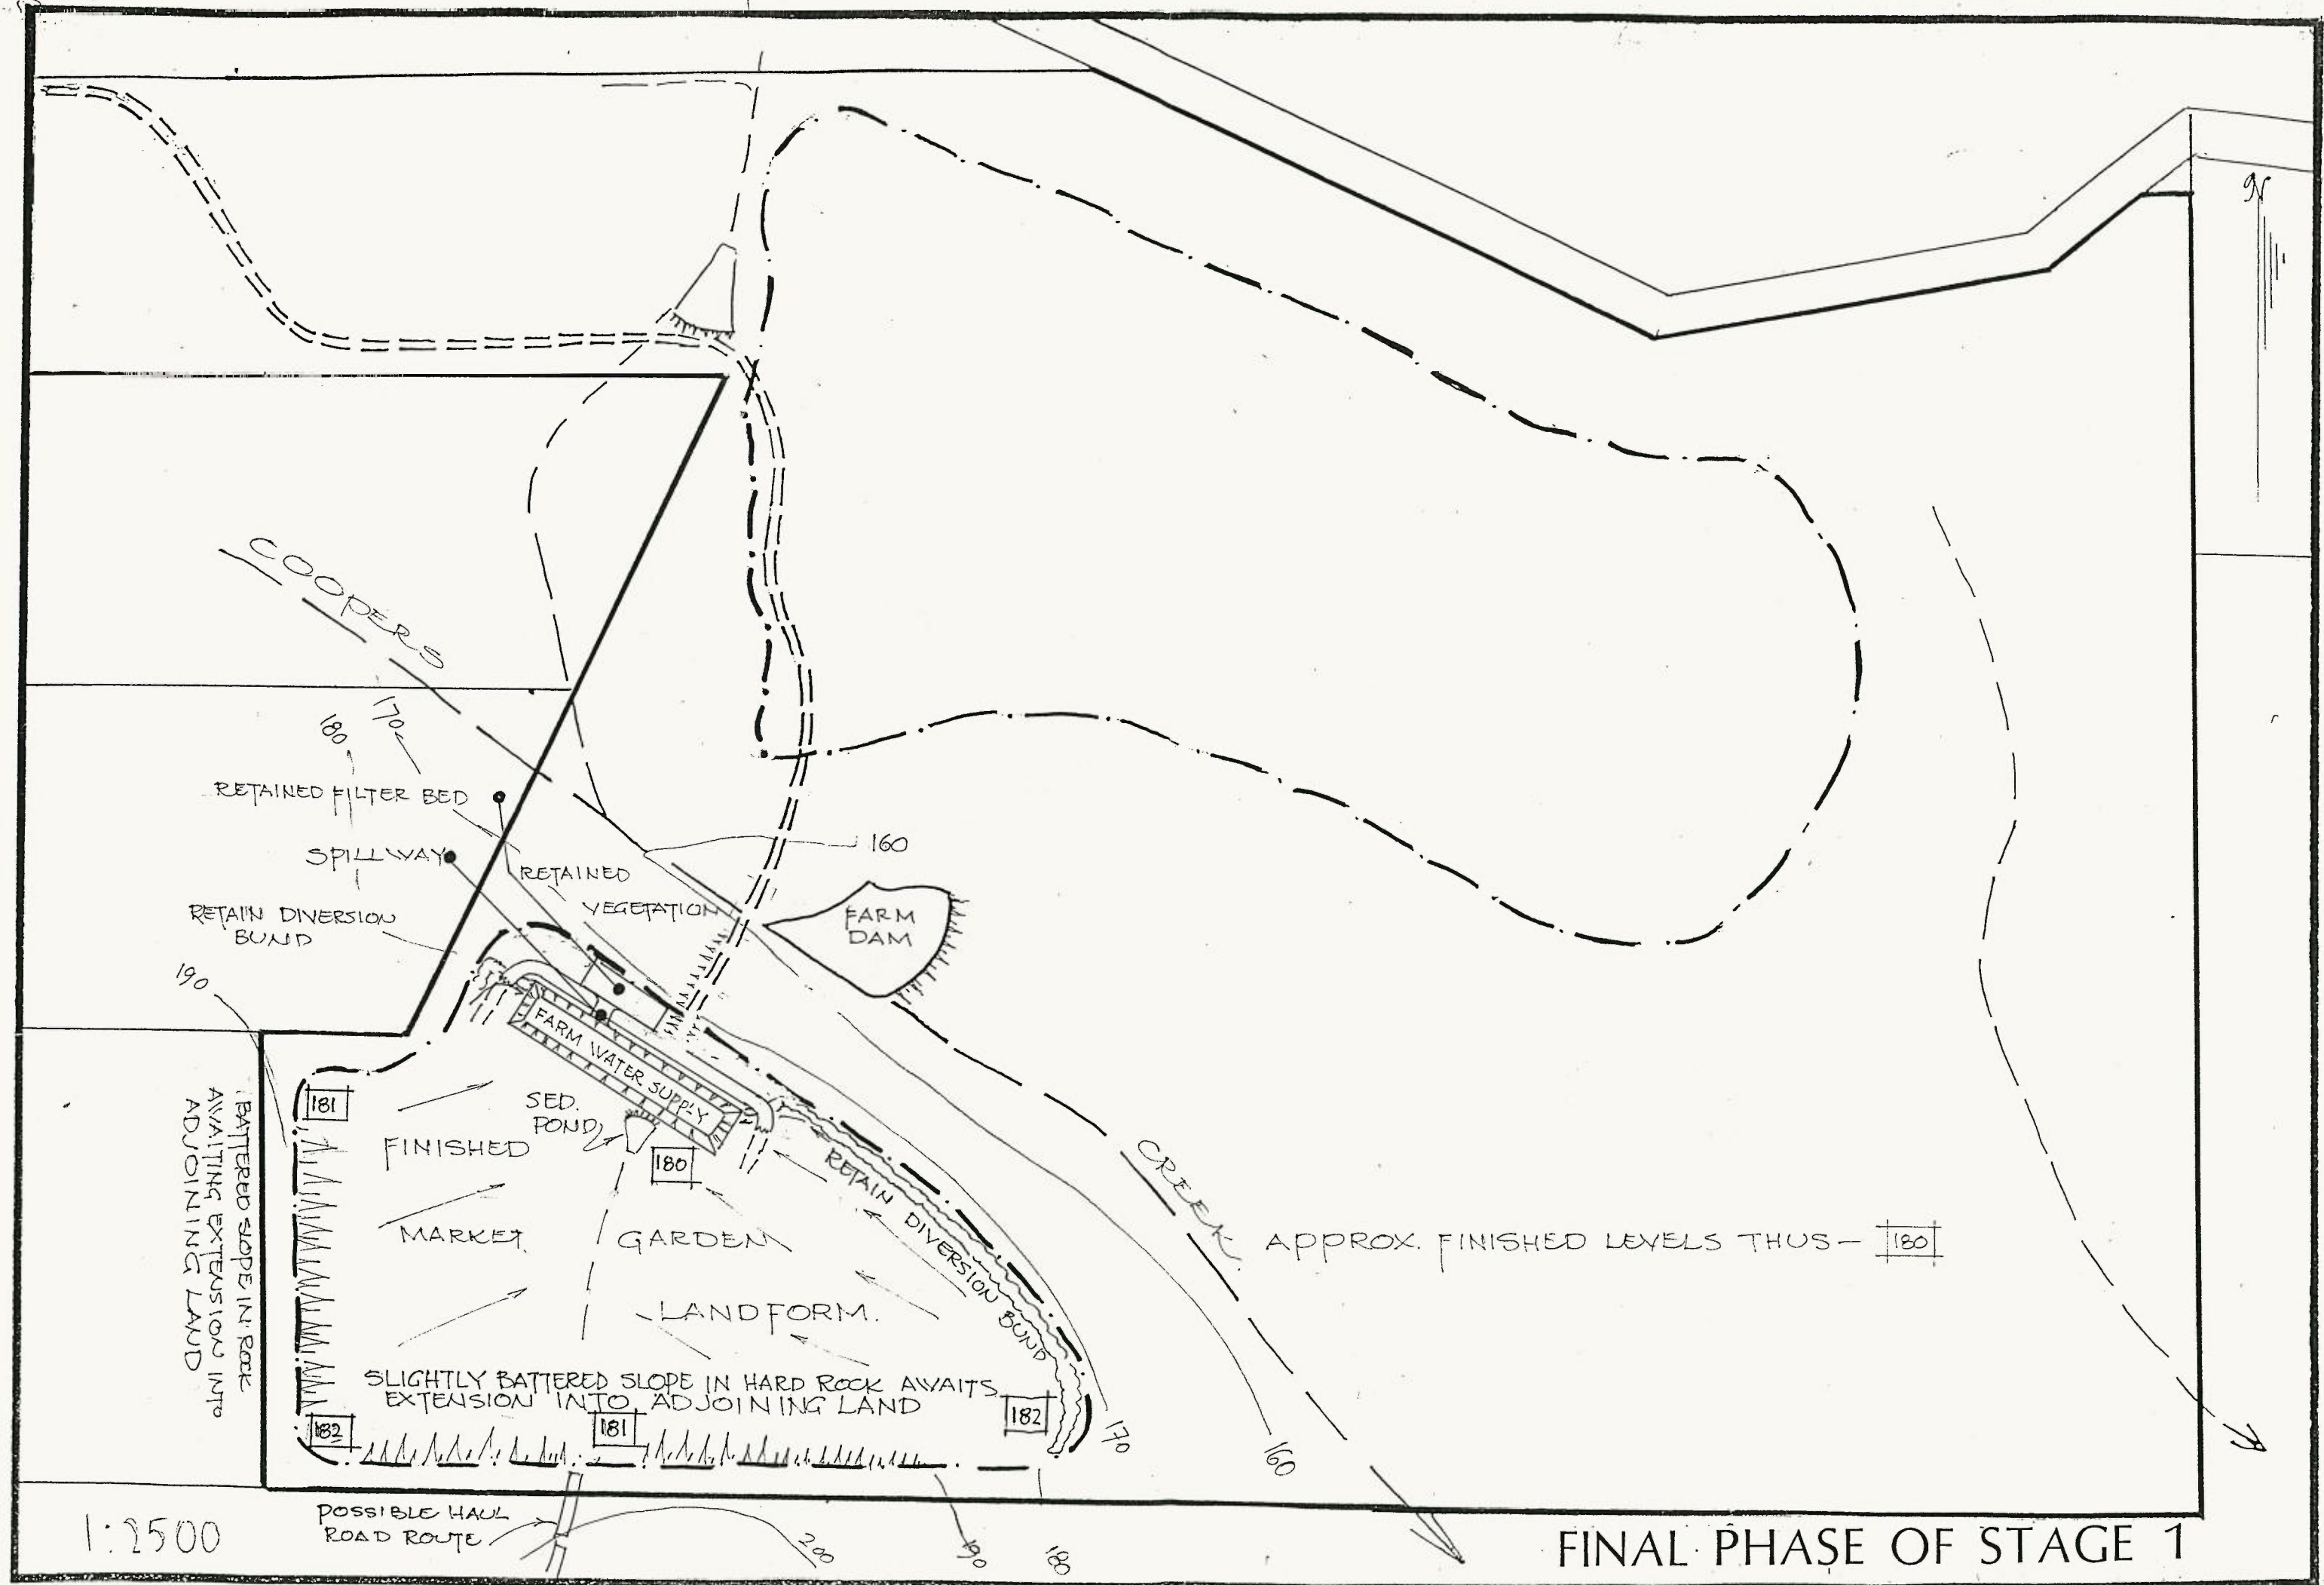 N
COOPERS
170
180
RETAINED FILTER BED
160
SPILLWAY
RETAINED
VEGETATION
RETAIN DIVERSION
BUND
FARM
DAM
190
FARM WATER SUPPLY
181
SED.
POND
FINISHED
180
RETAIN DIVERSION BUND
CREEK
BATTERED SLOPE IN ROCK
AWAITING EXTENSION INTO
ADJOINING LAND
MARKET GARDEN
APPROX. FINISHED LEVELS THUS - 180
LANDFORM.
SLIGHTLY BATTERED SLOPE IN HARD ROCK AWAITS
EXTENSION INTO ADJOINING LAND
182
181
182
170
160
POSSIBLE HAUL
ROAD ROUTE
200
190
180
1:2500
FINAL PHASE OF STAGE 1